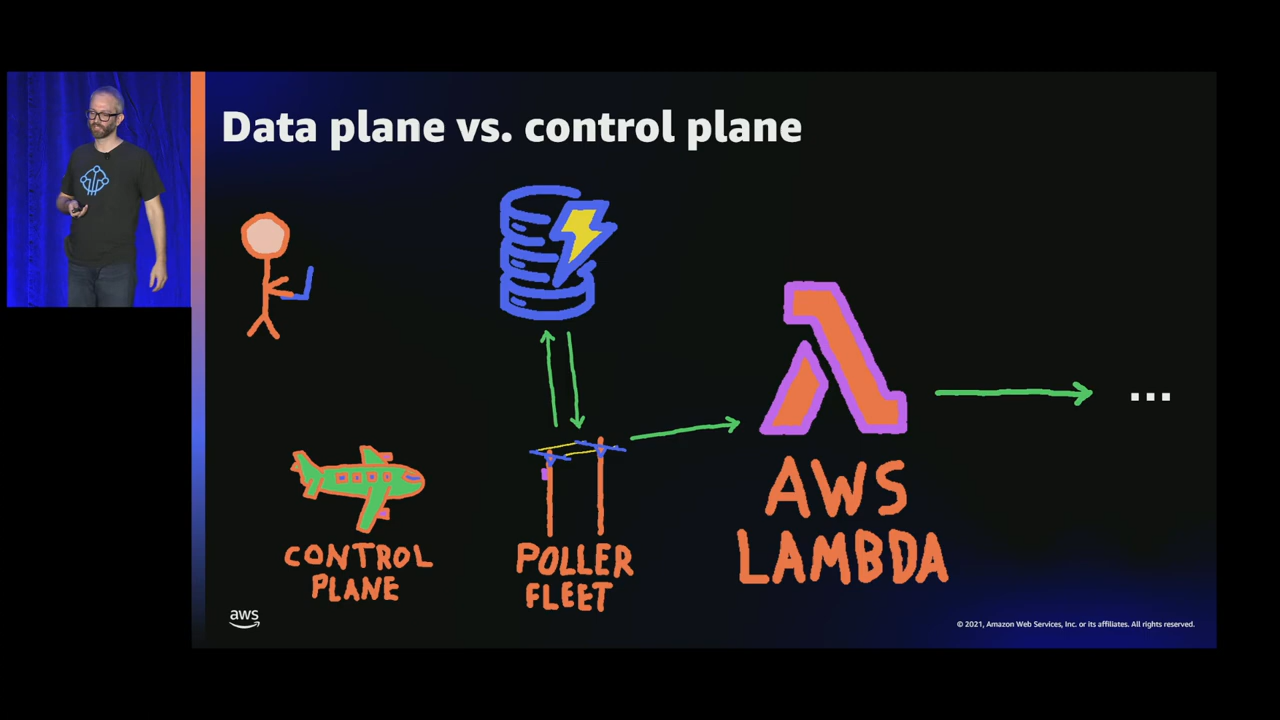 Data plane vs. control plane
CONTROL
PLANE
POLLER
FLEET
AWS
LAMBDA
...
aws
© 2021, Amazon Web Services, Inc. or its affiliates. All rights reserved.